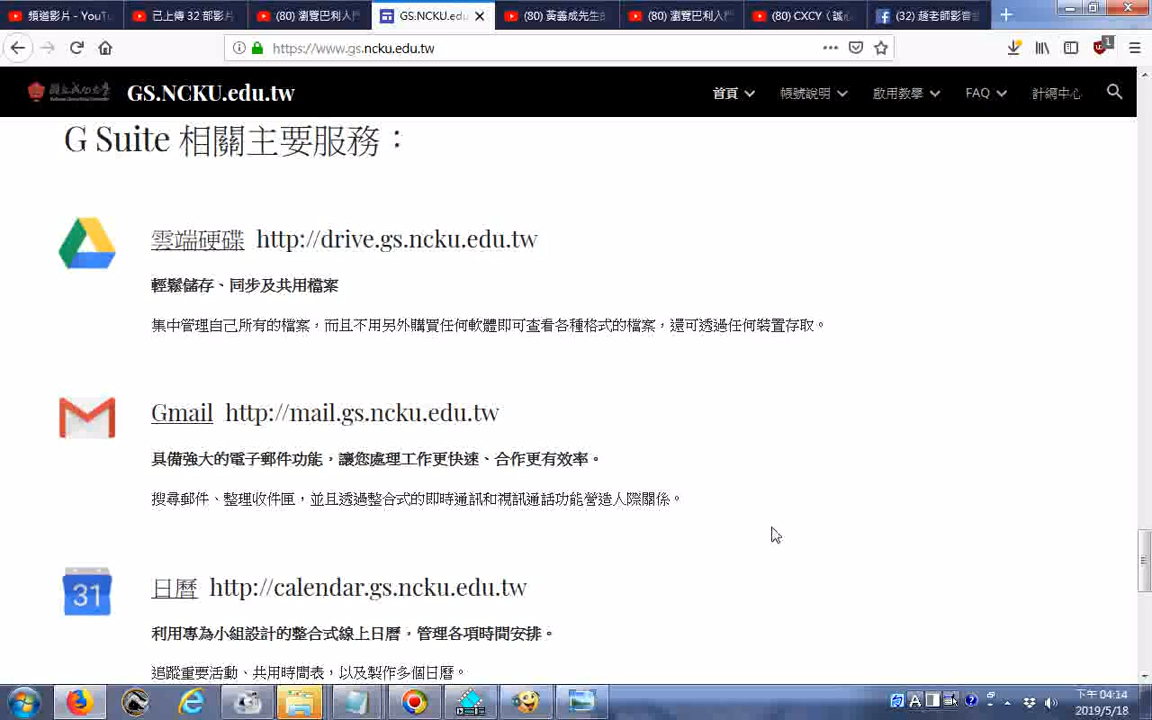 頻道影片 - YouTu
已上傳 32 部影片
(80) 瀏覽巴利入門
GS.NCKU.edu.tw
(80) 黃義成先生的
(80) 瀏覽巴利入門
(80) CXCY《誠
(32) 趙老師影音
https://www.gs.ncku.edu.tw
1
國立成功大學
GS.NCKU.edu.tw
首頁
帳號說明
啟用教學
FAQ
計網中心
G Suite 相關主要服務：
雲端硬碟 http://drive.gs.ncku.edu.tw
輕鬆儲存、同步及共用檔案
集中管理自己所有的檔案，而且不用另外購買任何軟體即可查看各種格式的檔案，還可透過任何裝置存取。
Gmail http://mail.gs.ncku.edu.tw
具備強大的電子郵件功能，讓您處理工作更快速、合作更有效率。
搜尋郵件、整理收件匣，並且透過整合式的即時通訊和視訊通話功能營造人際關係。
31
日曆 http://calendar.gs.ncku.edu.tw
利用專為小組設計的整合式線上日曆，管理各項時間安排。
追蹤重要活動、共用時間表，以及製作多個日曆。
A
下午 04:14
2019/5/18